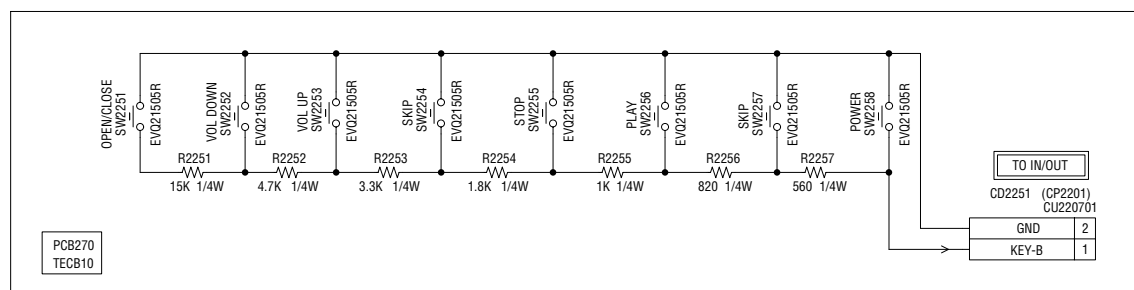 OPEN/CLOSE
SW2251
EVQ21505R
VOL DOWN
SW2252
EVQ21505R
VOL UP
SW2253
EVQ21505R
SKIP
SW2254
EVQ21505R
STOP
SW2255
EVQ21505R
PLAY
SW2256
EVQ21505R
SKIP
SW2257
EVQ21505R
POWER
SW2258
EVQ21505R
R2251
15K 1/4W
R2252
4.7K 1/4W
R2253
3.3K 1/4W
R2254
1.8K 1/4W
R2255
1K 1/4W
R2256
820 1/4W
R2257
560 1/4W
TO IN/OUT
CD2251 (CP2201)
CU220701
GND 2
KEY-B 1
PCB270
TECB10